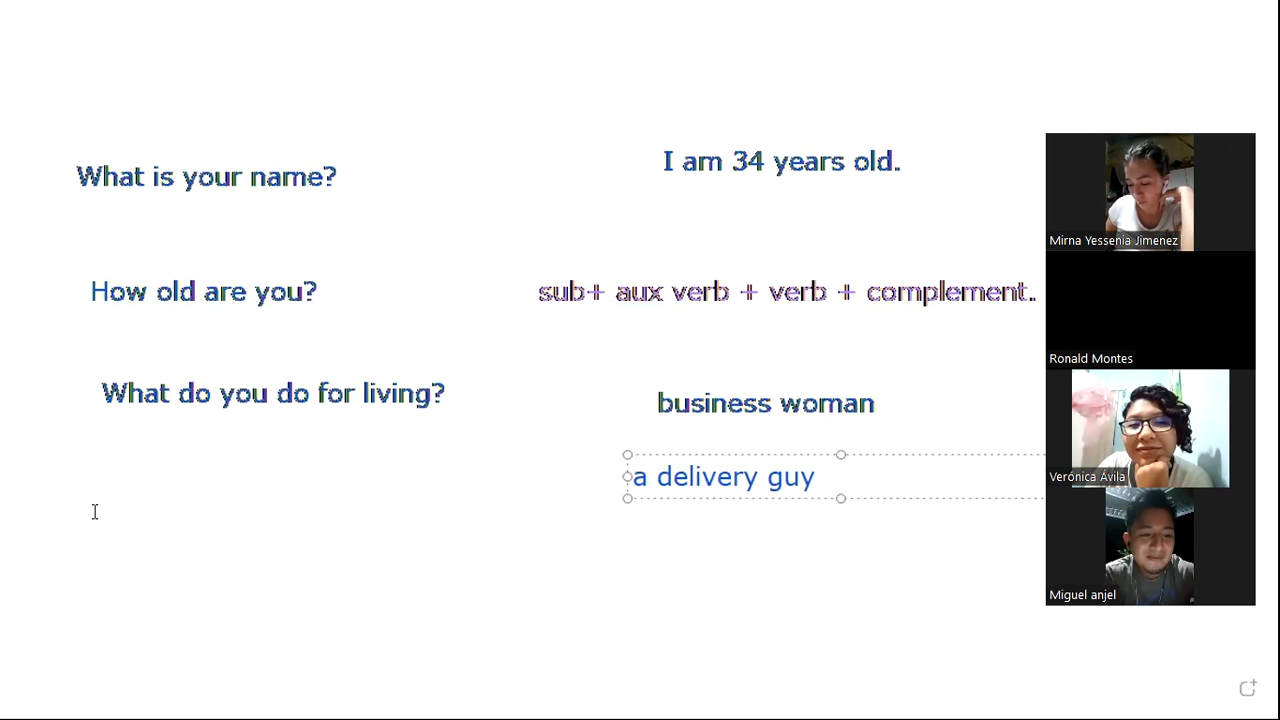 What is your name?
I am 34 years old.
How old are you?
sub+ aux verb + verb + complement.
What do you do for living?
business woman
a delivery guy
Mirna Yessenia Jimenez
Ronald Montes
Verónica Ávila
Miguel anjel